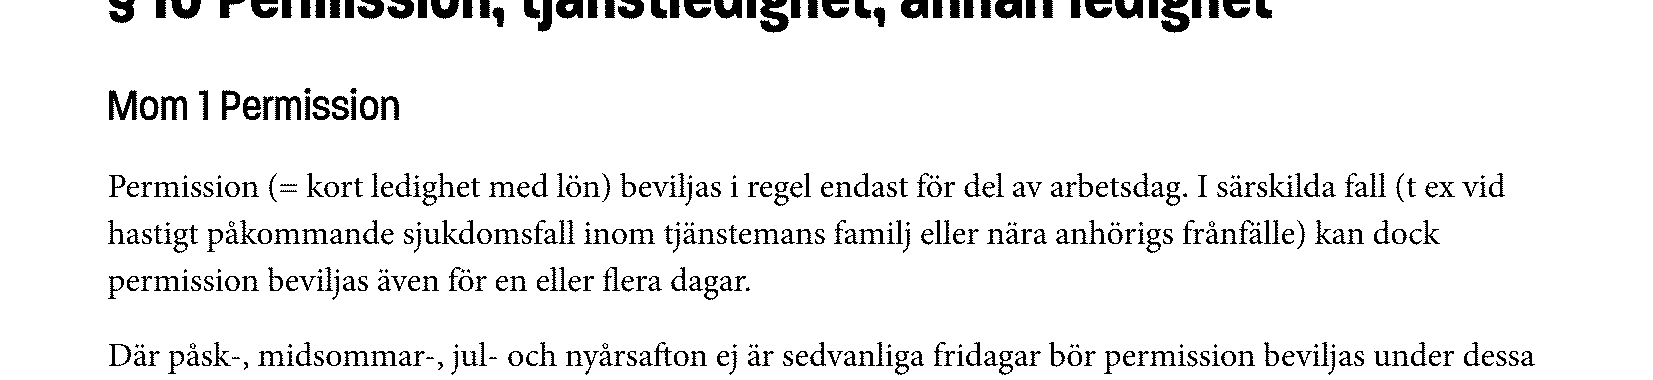 § 10 Permission, tjänstledighet, annan ledighet
Mom 1 Permission
Permission (= kort ledighet med lön) beviljas i regel endast för del av arbetsdag. I särskilda fall (t ex vid
hastigt påkommande sjukdomsfall inom tjänstemans familj eller nära anhörigs frånfälle) kan dock
permission beviljas även för en eller flera dagar.
Där påsk-, midsommar-, jul- och nyårsafton ej är sedvanliga fridagar bör permission beviljas under dessa